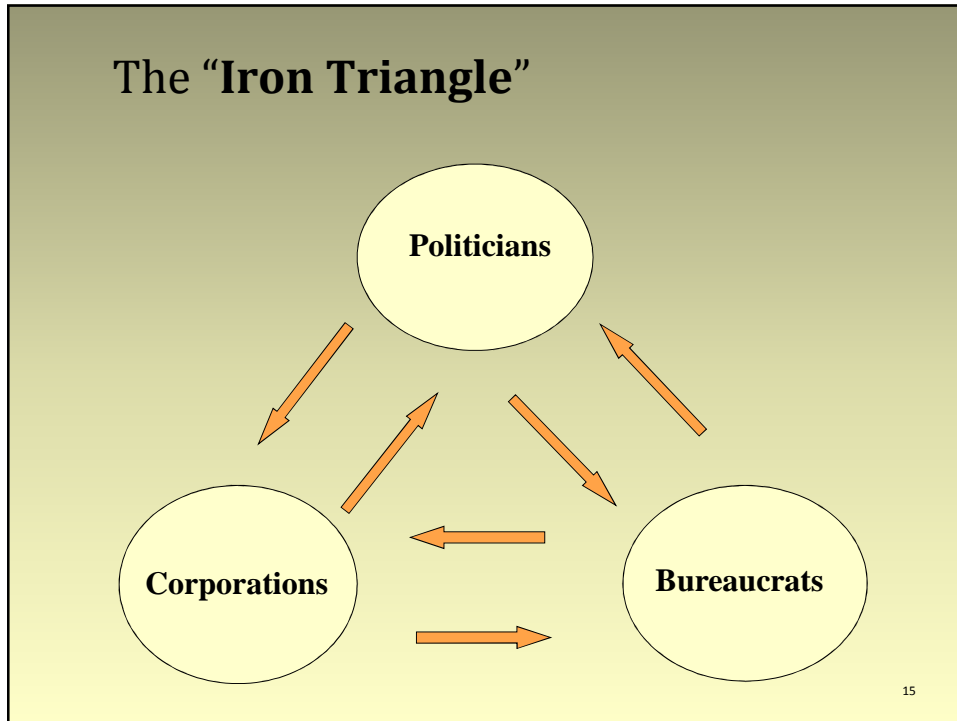 The “Iron Triangle”
Politicians
Corporations
Bureaucrats
15